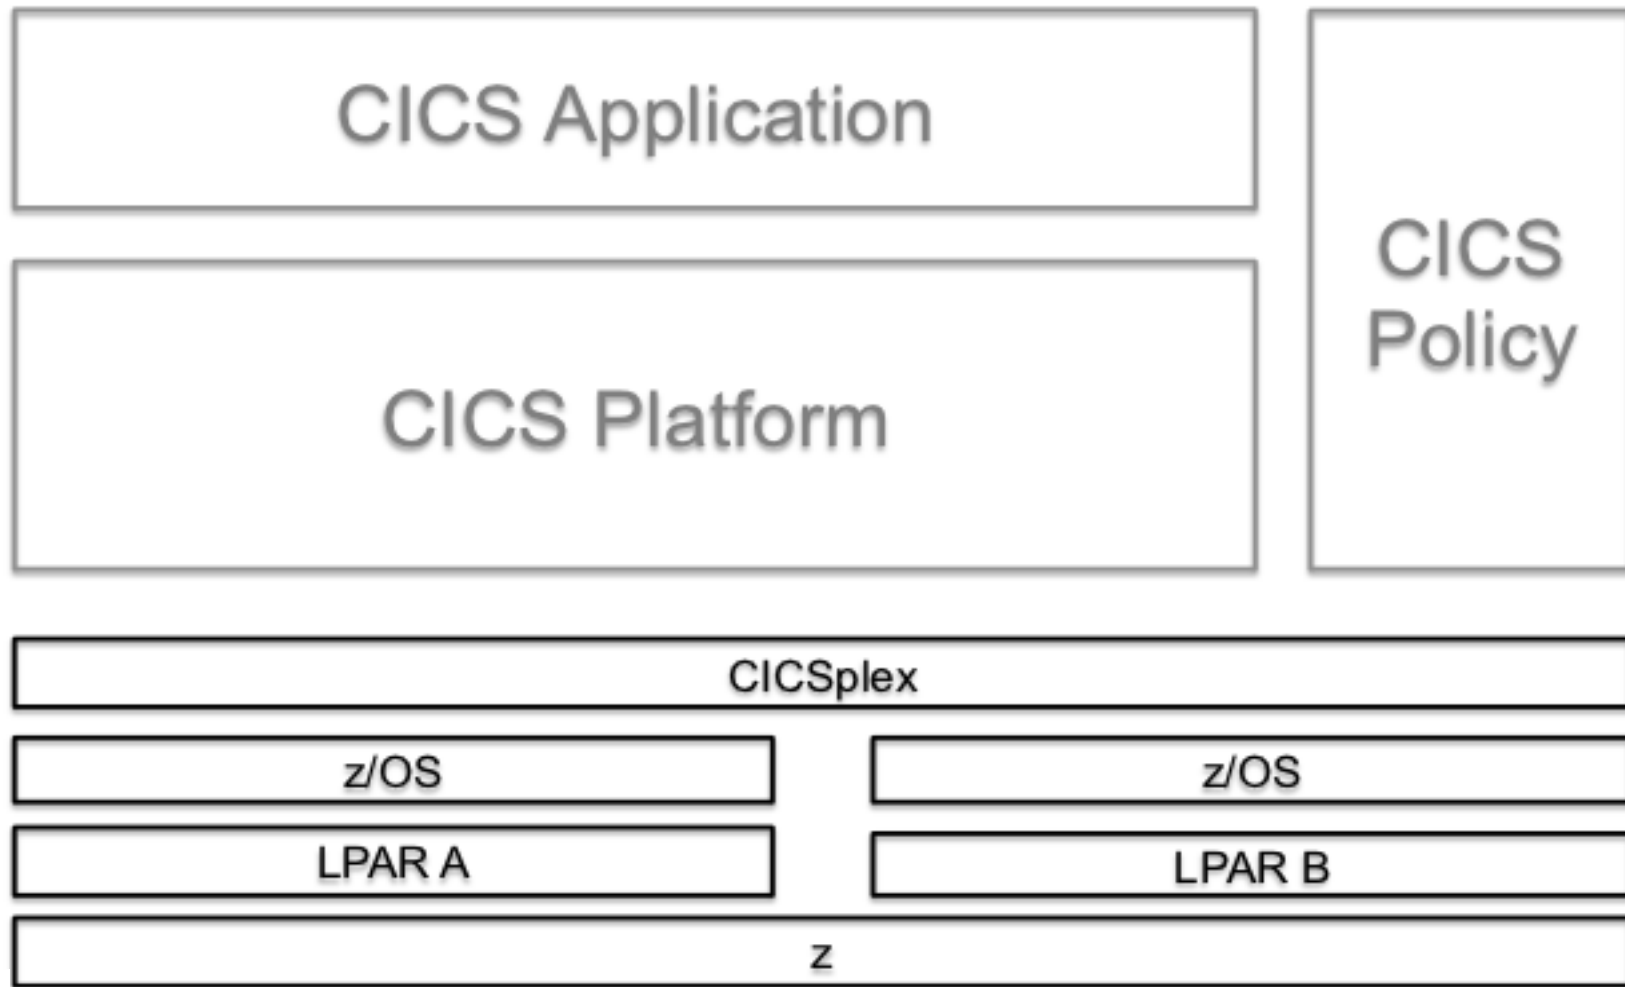 CICS Application
CICS
Policy
CICS Platform
CICSplex
z/OS
z/OS
LPAR A
LPAR B
z